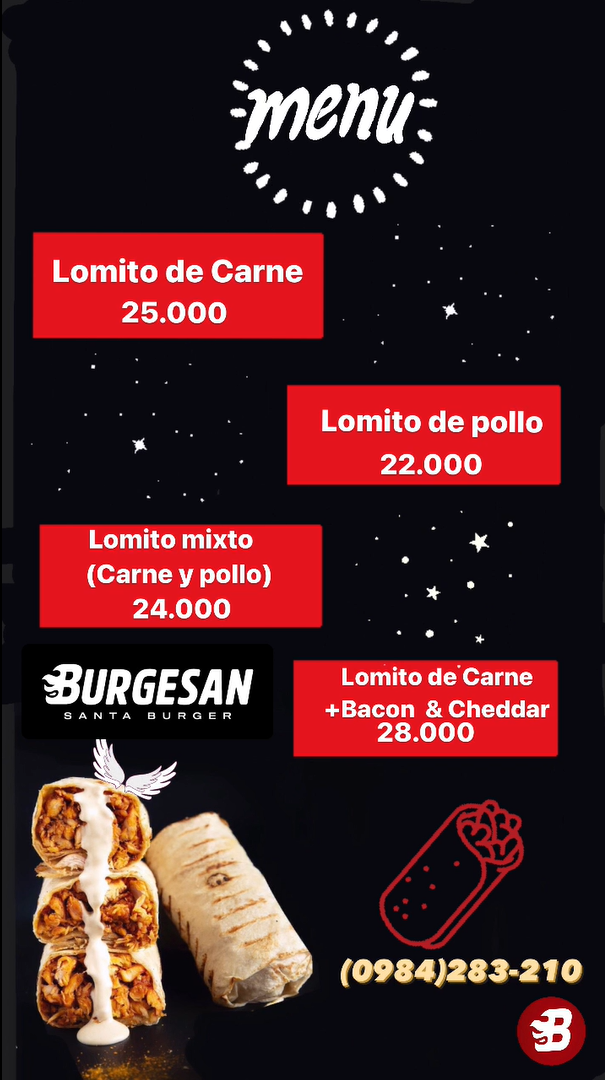 menu
Lomito de Carne
25.000
Lomito de pollo
22.000
Lomito mixto
(Carne y pollo)
24.000
BURGESAN
SANTA BURGER
Lomito de Carne
+Bacon & Cheddar
28.000
(0984)283-210
B